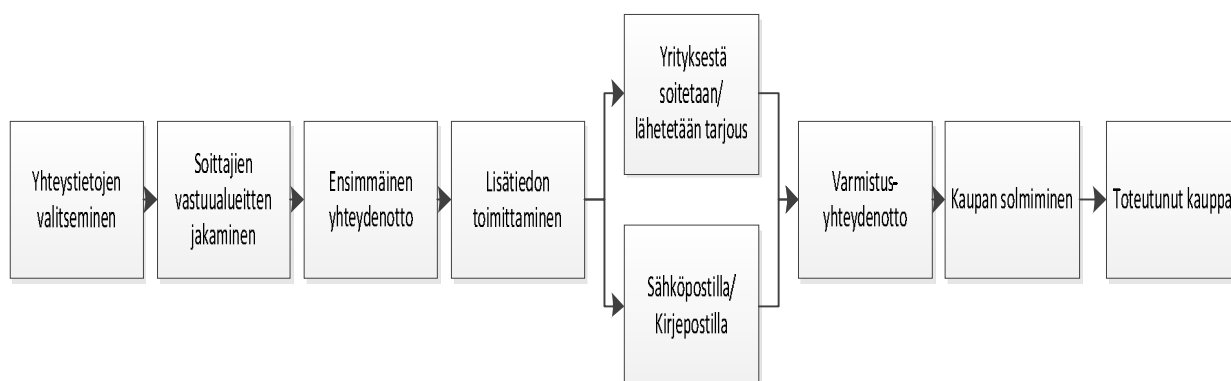 Yhteystietojen
valitseminen
Soittajien
vastuualueitten
jakaminen
Ensimmäinen
yhteydenotto
Lisätiedon
toimittaminen
Yrityksestä
soitetaan/
lähetetään tarjous
Sähköpostilla/
Kirjepostilla
Varmistus-
yhteydenotto
Kaupan solmiminen
Toteutunut kauppa